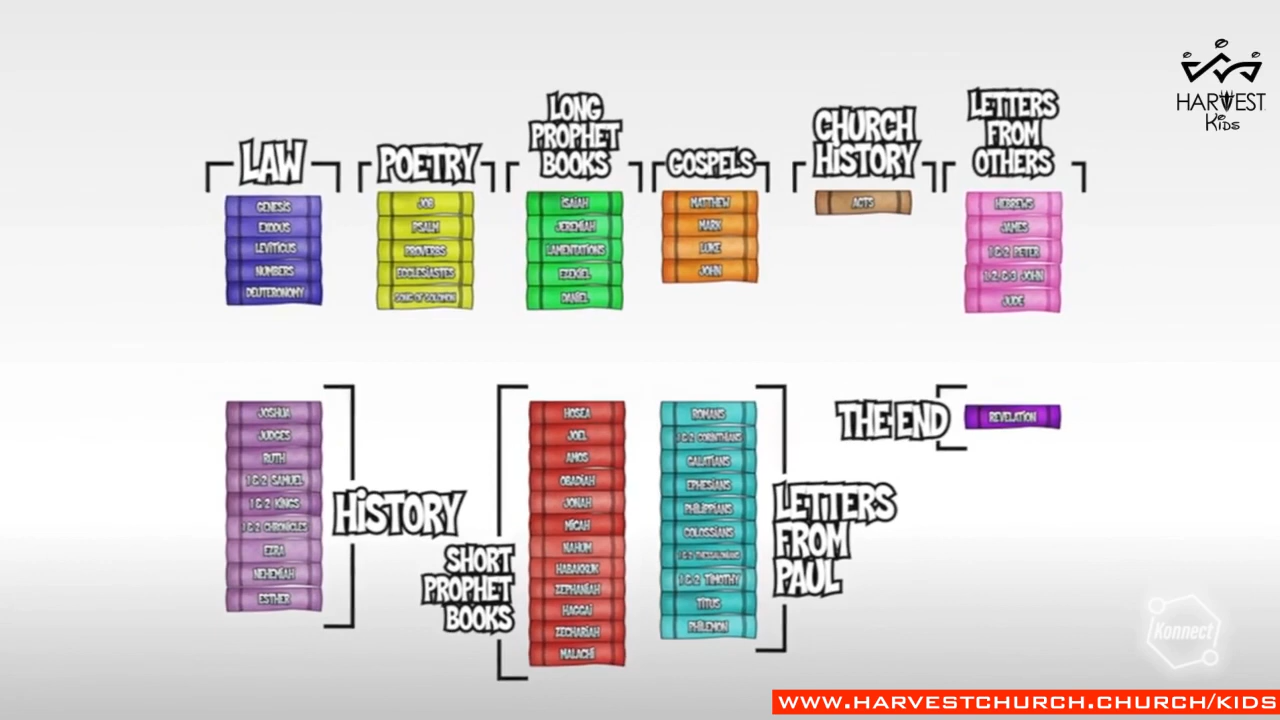 HARVEST
Kids
LAW
GENESIS
EXODUS
LEVITICUS
NUMBERS
DEUTERONOMY
POETRY
JOB
PSALM
PROVERBS
ECCLESIASTES
SONG OF SOLOMON
LONG
PROPHET
BOOKS
ISAIAH
JEREMIAH
LAMENTATIONS
EZEKIEL
DANIEL
GOSPELS
MATTHEW
MARK
LUKE
JOHN
CHURCH
HISTORY
ACTS
LETTERS
FROM
OTHERS
HEBREWS
JAMES
1 & 2 PETER
1, 2, & 3 JOHN
JUDE
JOSHUA
JUDGES
RUTH
1 & 2 SAMUEL
1 & 2 KINGS
1 & 2 CHRONICLES
EZRA
NEHEMIAH
ESTHER
HISTORY
SHORT
PROPHET
BOOKS
HOSEA
JOEL
AMOS
OBADIAH
JONAH
MICAH
NAHUM
HABAKKUK
ZEPHANIAH
HAGGAI
ZECHARIAH
MALACHI
ROMANS
1 & 2 CORINTHIANS
GALATIANS
EPHESIANS
PHILIPPIANS
COLOSSIANS
1 & 2 THESSALONIANS
1 & 2 TIMOTHY
TITUS
PHILEMON
LETTERS
FROM
PAUL
THE END
REVELATION
Konnect
WWW.HARVESTCHURCH.CHURCH/KIDS